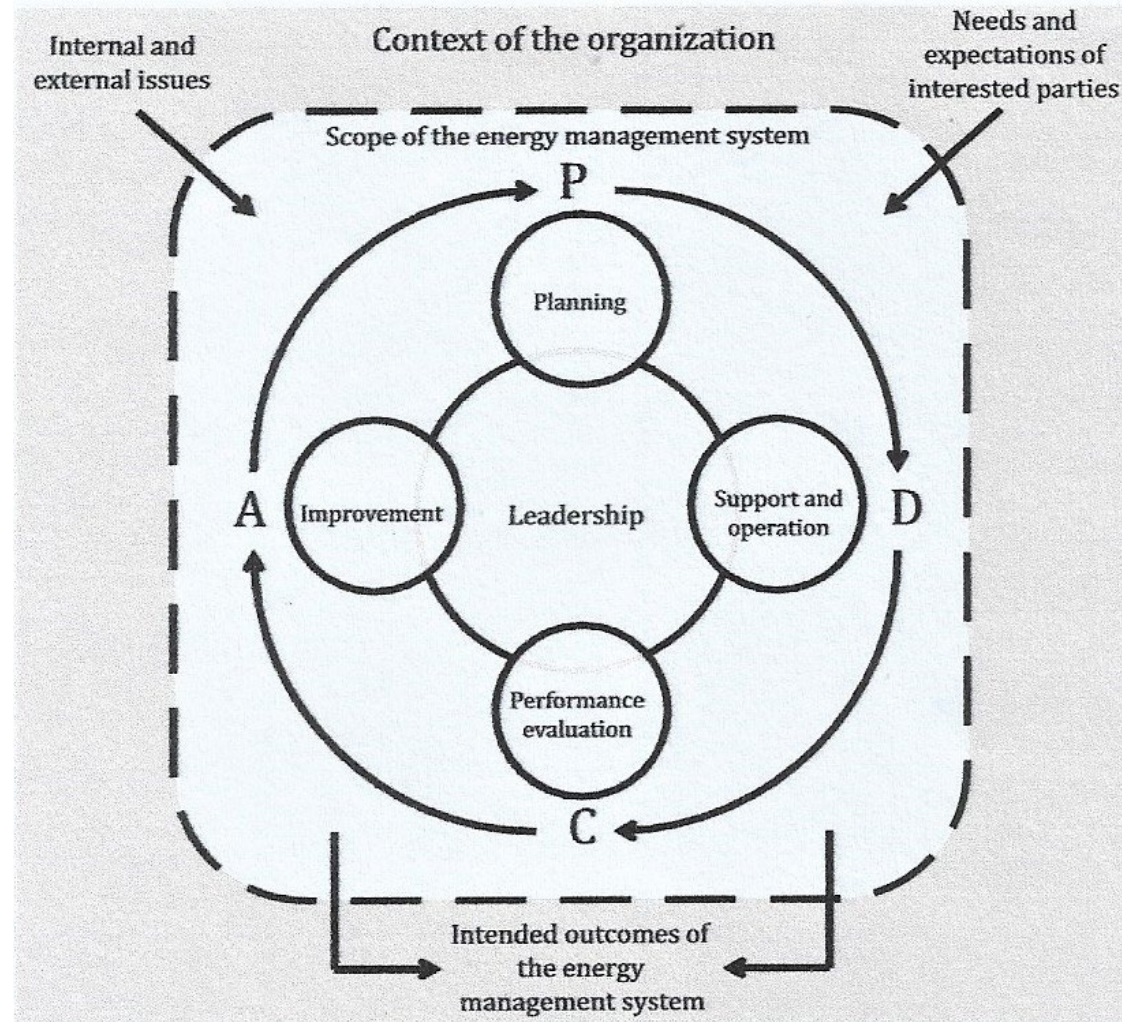 Internal and
external issues
Context of the organization
Needs and
expectations of
interested parties
Scope of the energy management system
P
Planning
A
Improvement
Leadership
Support and
operation
D
Performance
evaluation
C
Intended outcomes of
the energy
management system